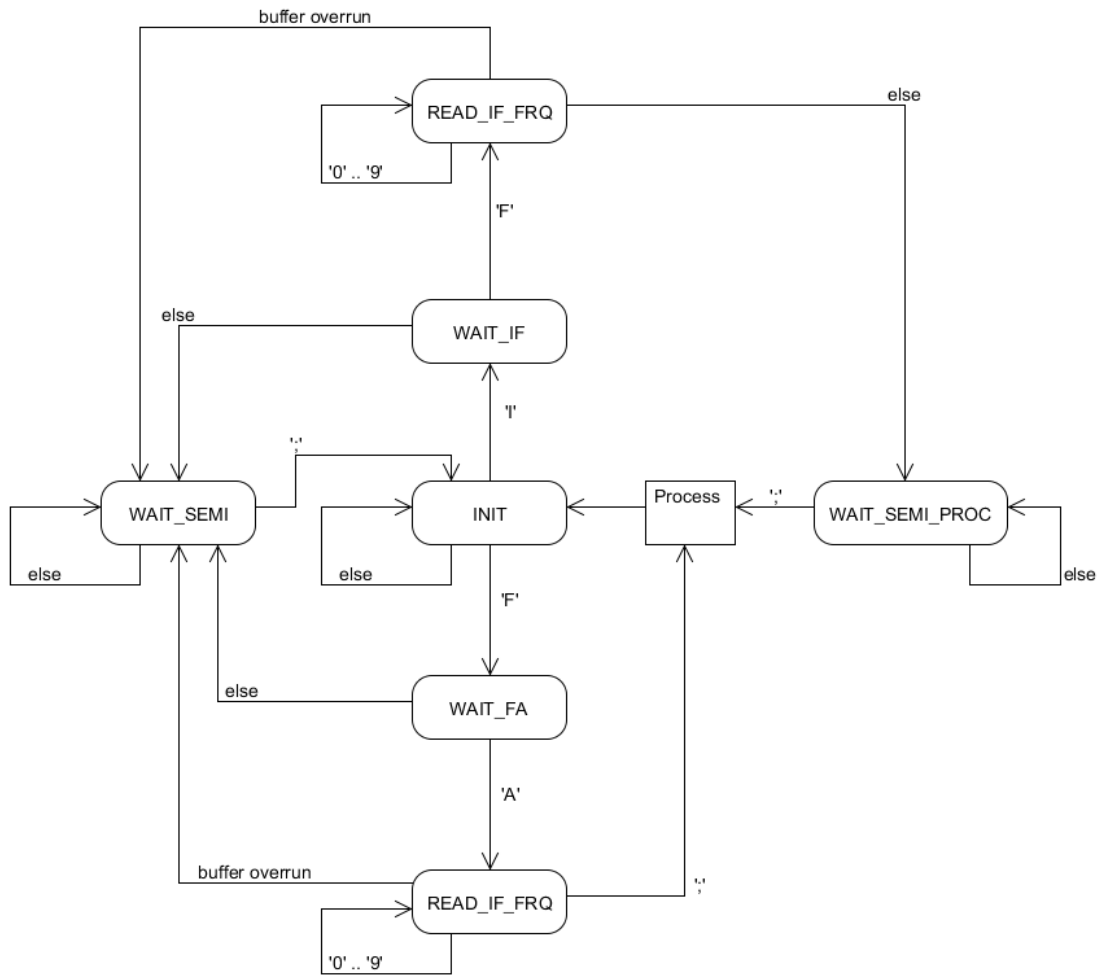 buffer overrun
READ_IF_FRQ
else
'0' .. '9'
'F'
else
WAIT_IF
'I'
';'
WAIT_SEMI
INIT
Process
';'
WAIT_SEMI_PROC
else
else
else
'F'
else
WAIT_FA
'A'
buffer overrun
READ_IF_FRQ
';'
'0' .. '9'